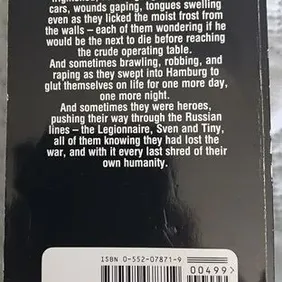 cars, wounds gaping, tongues swelling
even as they licked the moist frost from
the walls – each of them wondering if he
would be the next to die before reaching
the crude operating table.
And sometimes brawling, robbing, and
raping as they swept into Hamburg to
glut themselves on life for one more day,
one more night.
And sometimes they were heroes,
pushing their way through the Russian
lines – the Legionnaire, Sven and Tiny,
all of them knowing they had lost the
war, and with it every last shred of their
own humanity.
ISBN 0-552-07871-9
00499>